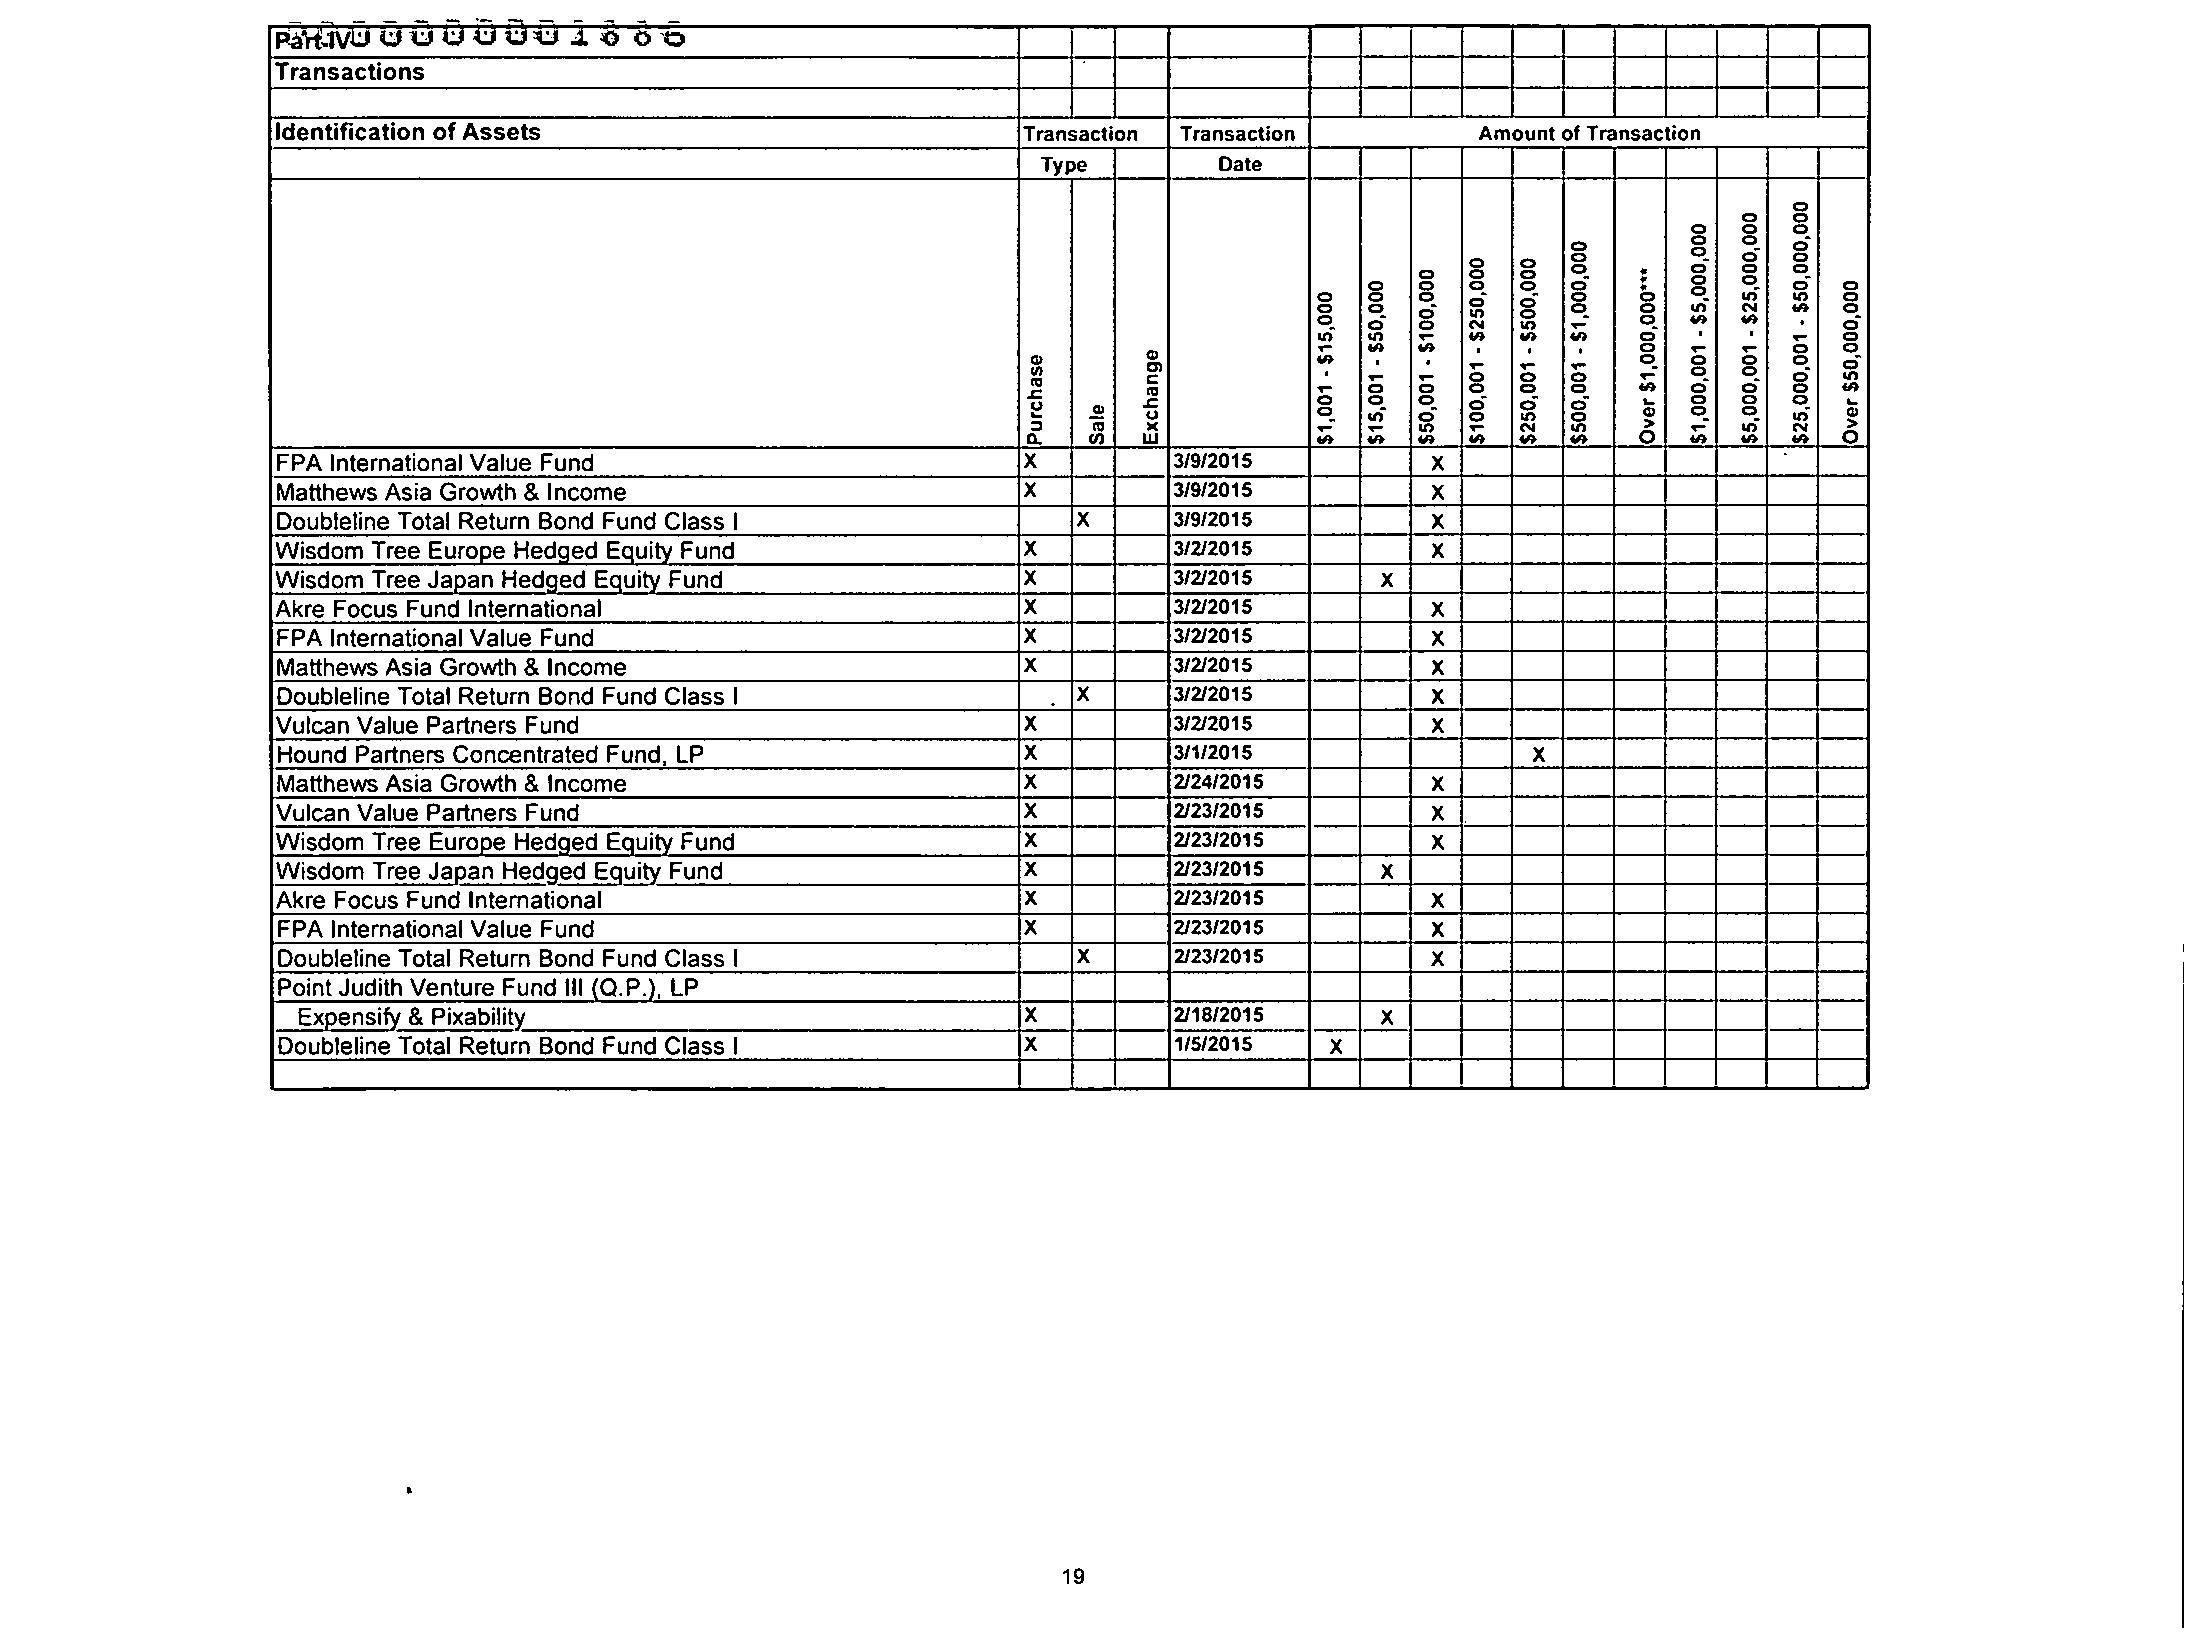 Part IV
Transactions
Identification of Assets Transaction Transaction Amount of Transaction
Type Date
Purchase Sale Exchange $1,001 - $15,000 $15,001 - $50,000 $50,001 - $100,000 $100,001 - $250,000 $250,001 - $500,000 $500,001 - $1,000,000 Over $1,000,000*** $1,000,001 - $5,000,000 $5,000,001 - $25,000,000 $25,000,001 - $50,000,000 Over $50,000,000
FPA International Value Fund X 3/9/2015 X
Matthews Asia Growth & Income X 3/9/2015 X
Doubleline Total Return Bond Fund Class I X 3/9/2015 X
Wisdom Tree Europe Hedged Equity Fund X 3/2/2015 X
Wisdom Tree Japan Hedged Equity Fund X 3/2/2015 X
Akre Focus Fund International X 3/2/2015 X
FPA International Value Fund X 3/2/2015 X
Matthews Asia Growth & Income X 3/2/2015 X
Doubleline Total Return Bond Fund Class I X 3/2/2015 X
Vulcan Value Partners Fund X 3/2/2015 X
Hound Partners Concentrated Fund, LP X 3/1/2015 X
Matthews Asia Growth & Income X 2/24/2015 X
Vulcan Value Partners Fund X 2/23/2015 X
Wisdom Tree Europe Hedged Equity Fund X 2/23/2015 X
Wisdom Tree Japan Hedged Equity Fund X 2/23/2015 X
Akre Focus Fund International X 2/23/2015 X
FPA International Value Fund X 2/23/2015 X
Doubleline Total Return Bond Fund Class I X 2/23/2015 X
Point Judith Venture Fund III (Q.P.), LP
Expensify & Pixability X 2/18/2015 X
Doubleline Total Return Bond Fund Class I X 1/5/2015 X
19